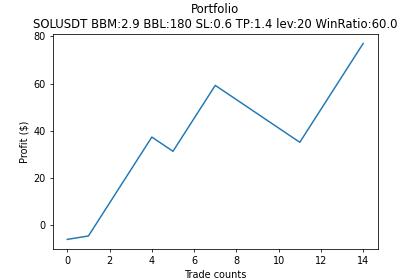 Portfolio
SOLUSDT BBM:2.9 BBL:180 SL:0.6 TP:1.4 lev:20 WinRatio:60.0
80
60
40
20
0
Profit ($)
0 2 4 6 8 10 12 14
Trade counts